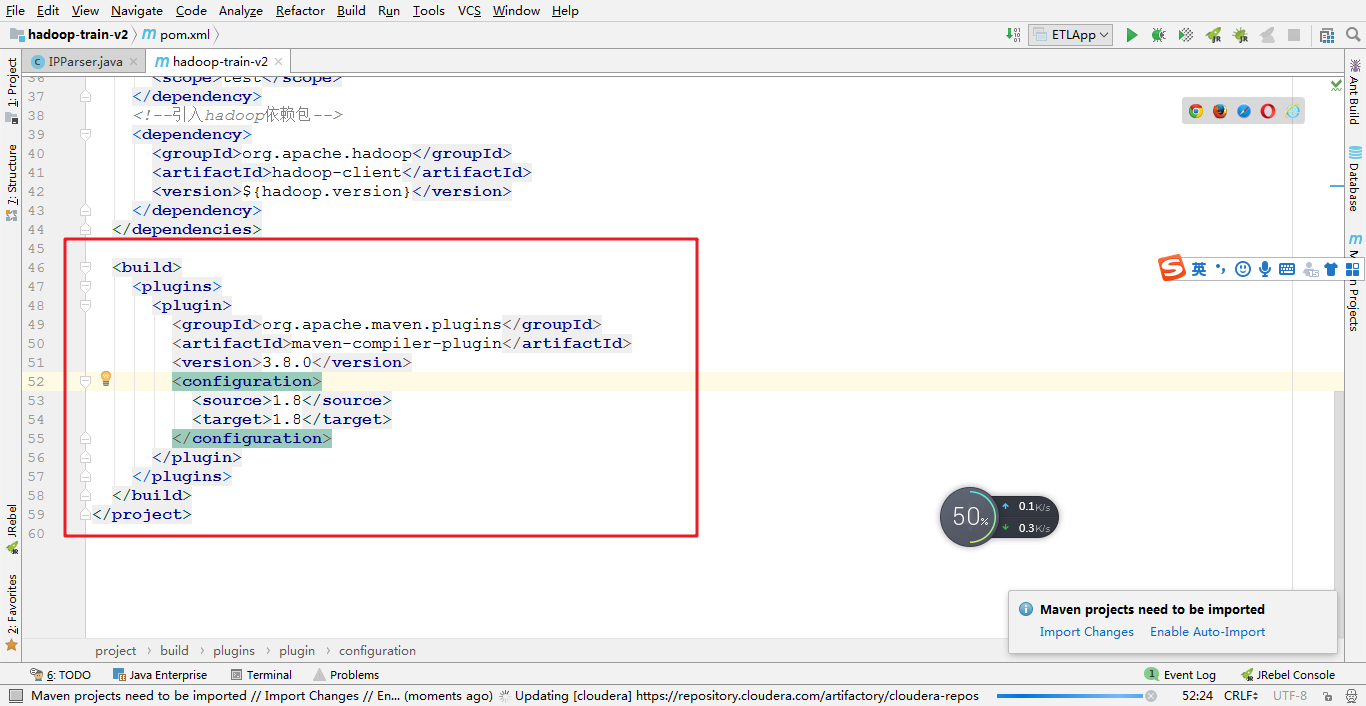 File Edit View Navigate Code Analyze Refactor Build Run Tools VCS Window Help
hadoop-train-v2 pom.xml ETLApp
IPParser.java hadoop-train-v2
36 <scope>test</scope>
37 </dependency>
38 <!--引入hadoop依赖包-->
39 <dependency>
40 <groupId>org.apache.hadoop</groupId>
41 <artifactId>hadoop-client</artifactId>
42 <version>${hadoop.version}</version>
43 </dependency>
44 </dependencies>
45
46 <build>
47 <plugins>
48 <plugin>
49 <groupId>org.apache.maven.plugins</groupId>
50 <artifactId>maven-compiler-plugin</artifactId>
51 <version>3.8.0</version>
52 <configuration>
53 <source>1.8</source>
54 <target>1.8</target>
55 </configuration>
56 </plugin>
57 </plugins>
58 </build>
59 </project>
60
1: Project
7: Structure
JRebel
2: Favorites
Ant Build
Database
n Projects
英
50%
0.1K/s
0.3K/s
Maven projects need to be imported
Import Changes Enable Auto-Import
project › build › plugins › plugin › configuration
6: TODO Java Enterprise Terminal Problems 1 Event Log JRebel Console
Maven projects need to be imported // Import Changes // En... (moments ago) Updating [cloudera] https://repository.cloudera.com/artifactory/cloudera-repos 52:24 CRLF UTF-8